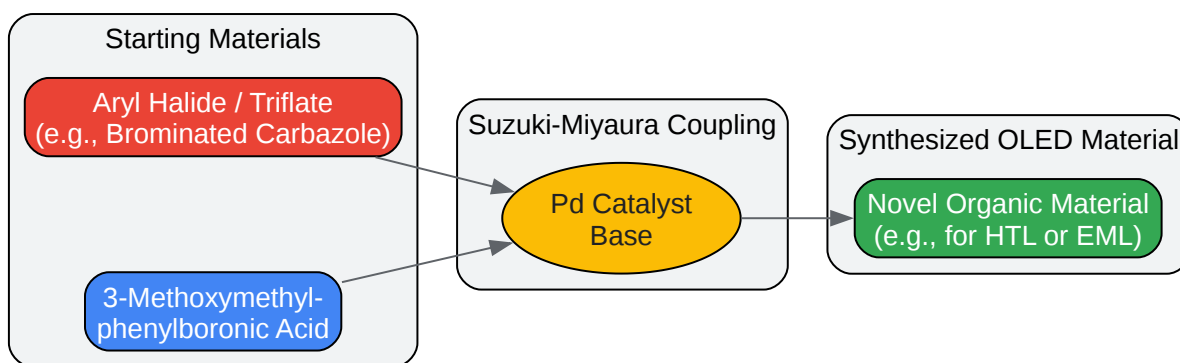 Starting Materials
Aryl Halide / Triflate
(e.g., Brominated Carbazole)
3-Methoxymethyl-
phenylboronic Acid
Suzuki-Miyaura Coupling
Pd Catalyst
Base
Synthesized OLED Material
Novel Organic Material
(e.g., for HTL or EML)